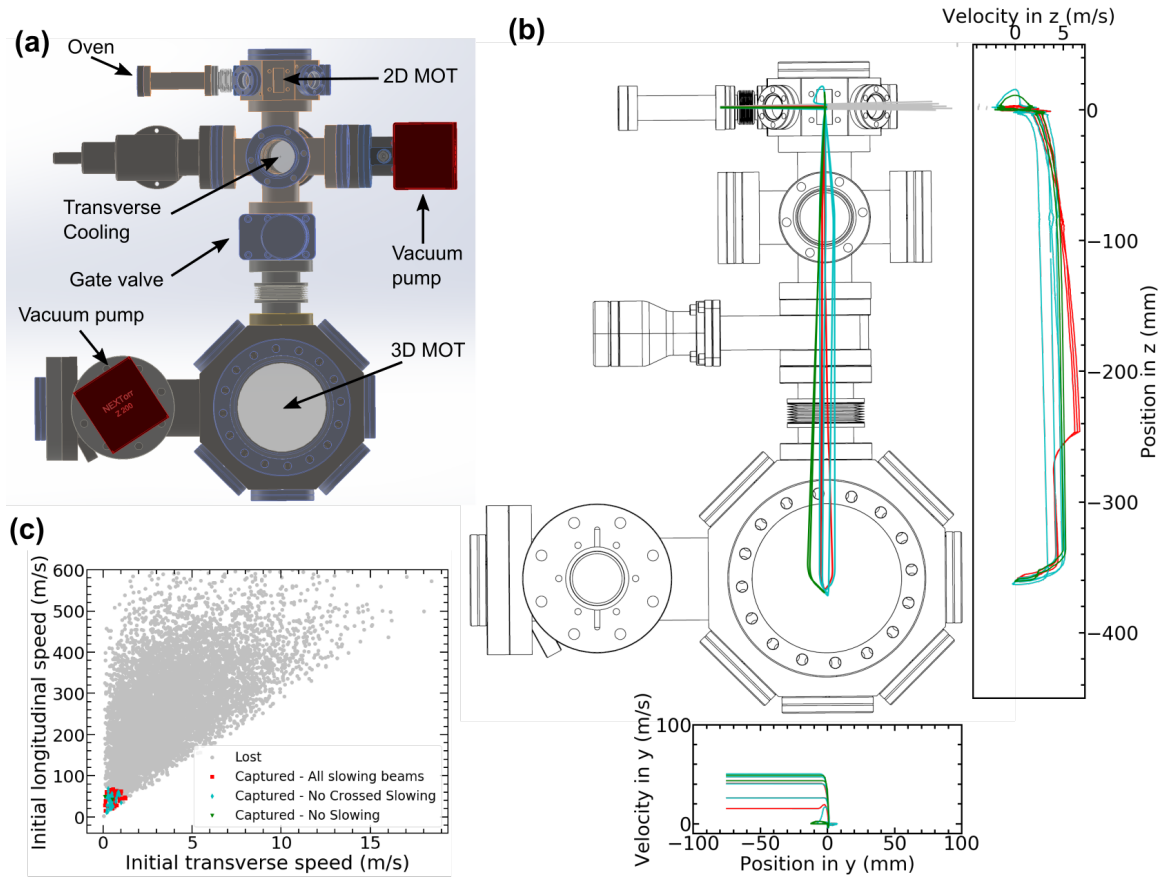 (a)
Oven
2D MOT
Transverse
Cooling
Gate valve
Vacuum
pump
Vacuum pump
3D MOT
NEXTorr
Z 200
(b)
Velocity in z (m/s)
0 5
0
−100
−200
−300
−400
Position in z (mm)
100
50
0
Velocity in y (m/s)
−100 −50 0 50 100
Position in y (mm)
(c)
Initial longitudinal speed (m/s)
600
500
400
300
200
100
0
Lost
Captured - All slowing beams
Captured - No Crossed Slowing
Captured - No Slowing
0 5 10 15
Initial transverse speed (m/s)